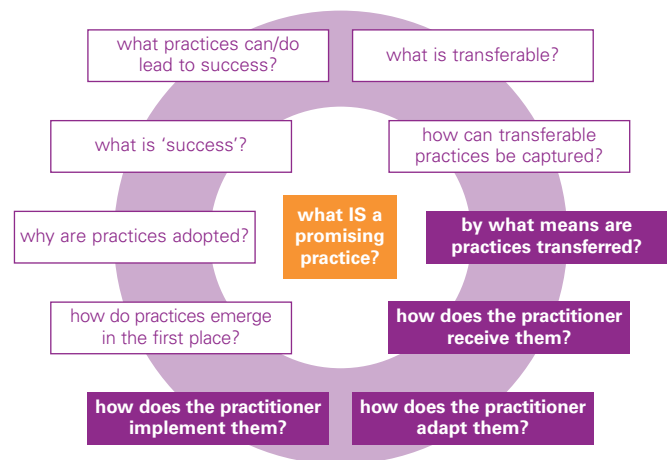 what practices can/do
lead to success?
what is transferable?
what is ‘success’?
how can transferable
practices be captured?
why are practices adopted?
what IS a
promising
practice?
by what means are
practices transferred?
how do practices emerge
in the first place?
how does the practitioner
receive them?
how does the practitioner
implement them?
how does the practitioner
adapt them?